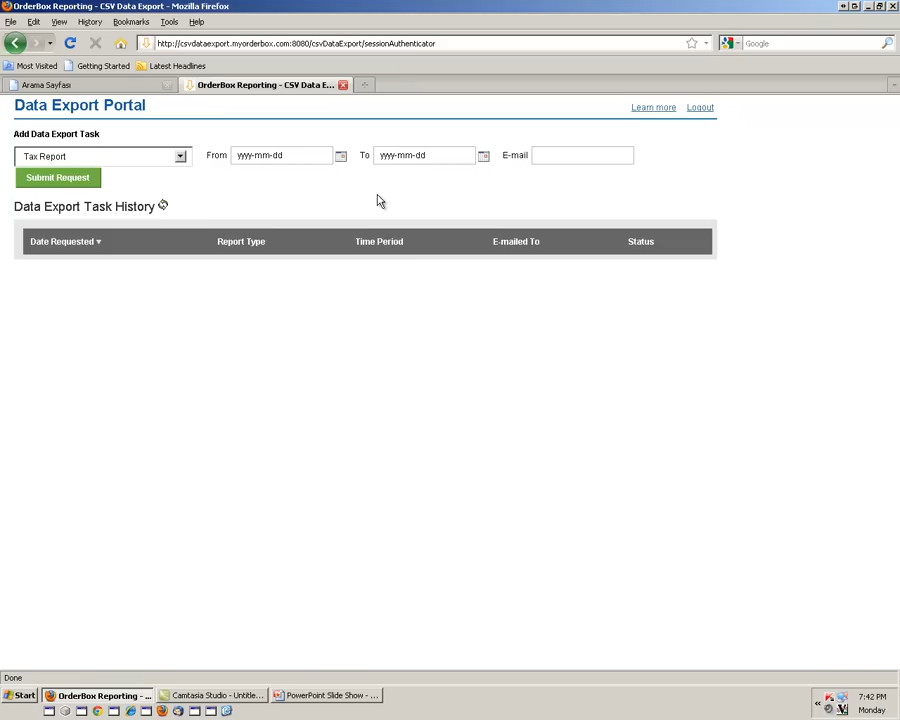 OrderBox Reporting - CSV Data Export - Mozilla Firefox
File Edit View History Bookmarks Tools Help
http://csvdataexport.myorderbox.com:8080/csvDataExport/sessionAuthenticator Google
Most Visited Getting Started Latest Headlines
Arama Sayfası OrderBox Reporting - CSV Data E...
Data Export Portal Learn more Logout
Add Data Export Task
Tax Report From yyyy-mm-dd To yyyy-mm-dd E-mail
Submit Request
Data Export Task History
Date Requested Report Type Time Period E-mailed To Status
Done
Start OrderBox Reporting - ... Camtasia Studio - Untitle... PowerPoint Slide Show - ... 7:42 PM
Monday